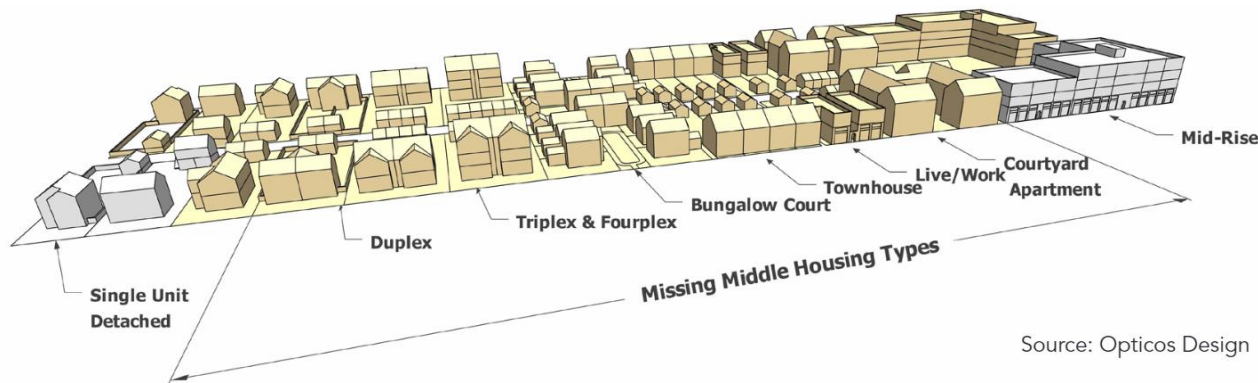 Single Unit
Detached
Duplex
Triplex & Fourplex
Bungalow Court
Townhouse
Live/Work
Courtyard
Apartment
Mid-Rise
Missing Middle Housing Types
Source: Opticos Design